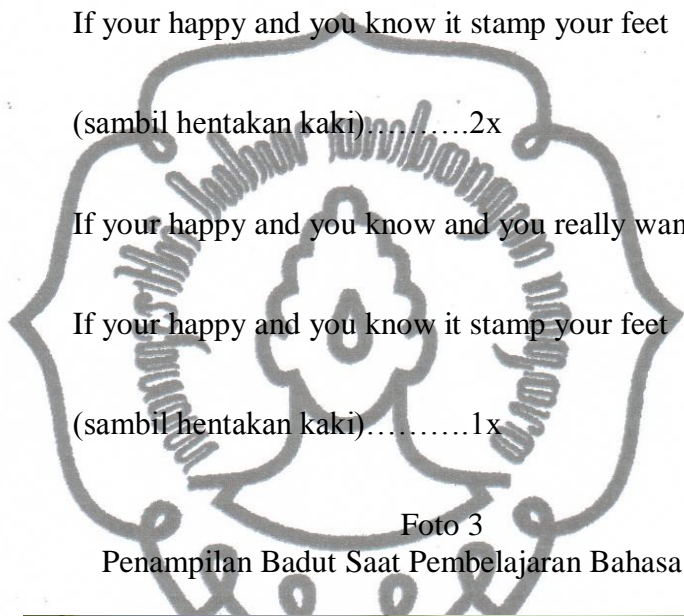 If your happy and you know it stamp your feet
(sambil hentakan kaki)……….2x
If your happy and you know and you really
If your happy and you know it stamp your feet
(sambil hentakan kaki)……….1x
Foto 3
Penampilan Badut Saat Pembelajaran Bahasa